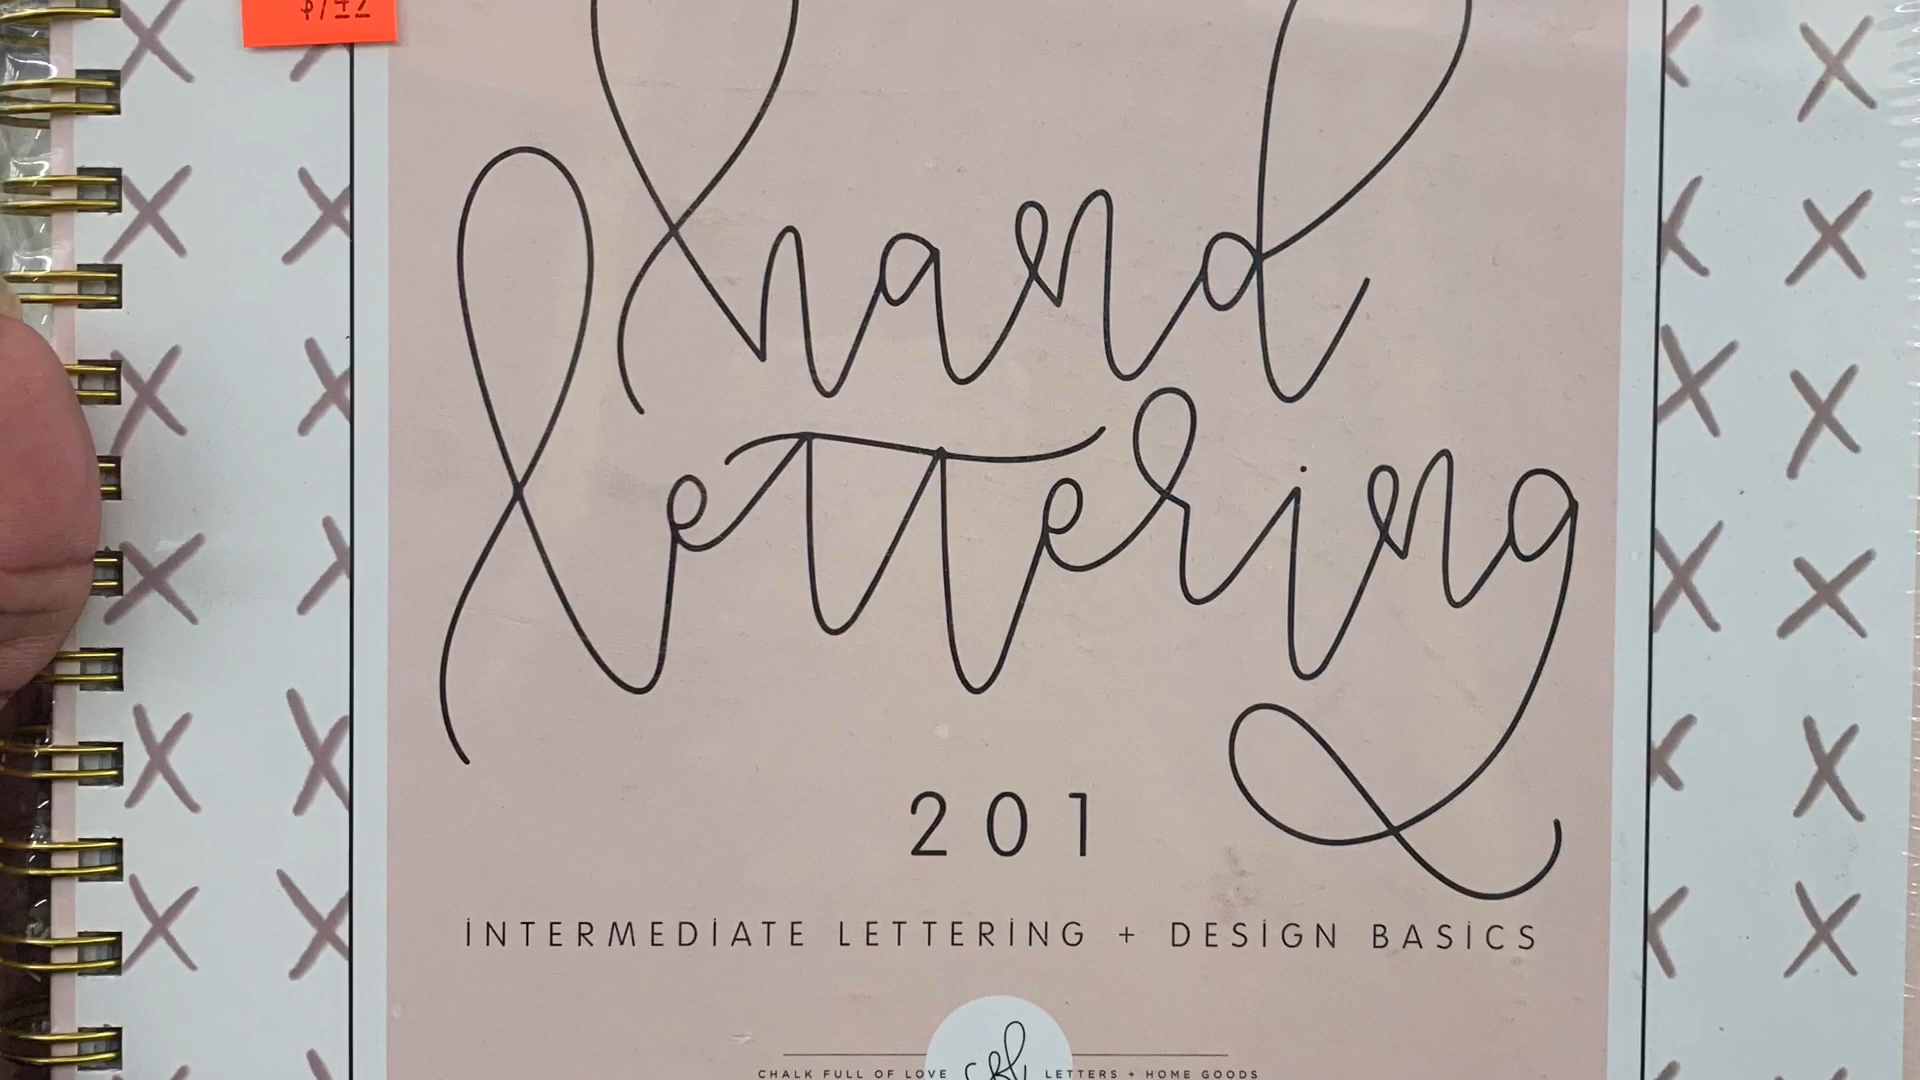 hand
lettering
201
INTERMEDIATE LETTERING + DESIGN BASICS
CHALK FULL OF LOVE LETTERS + HOME GOODS